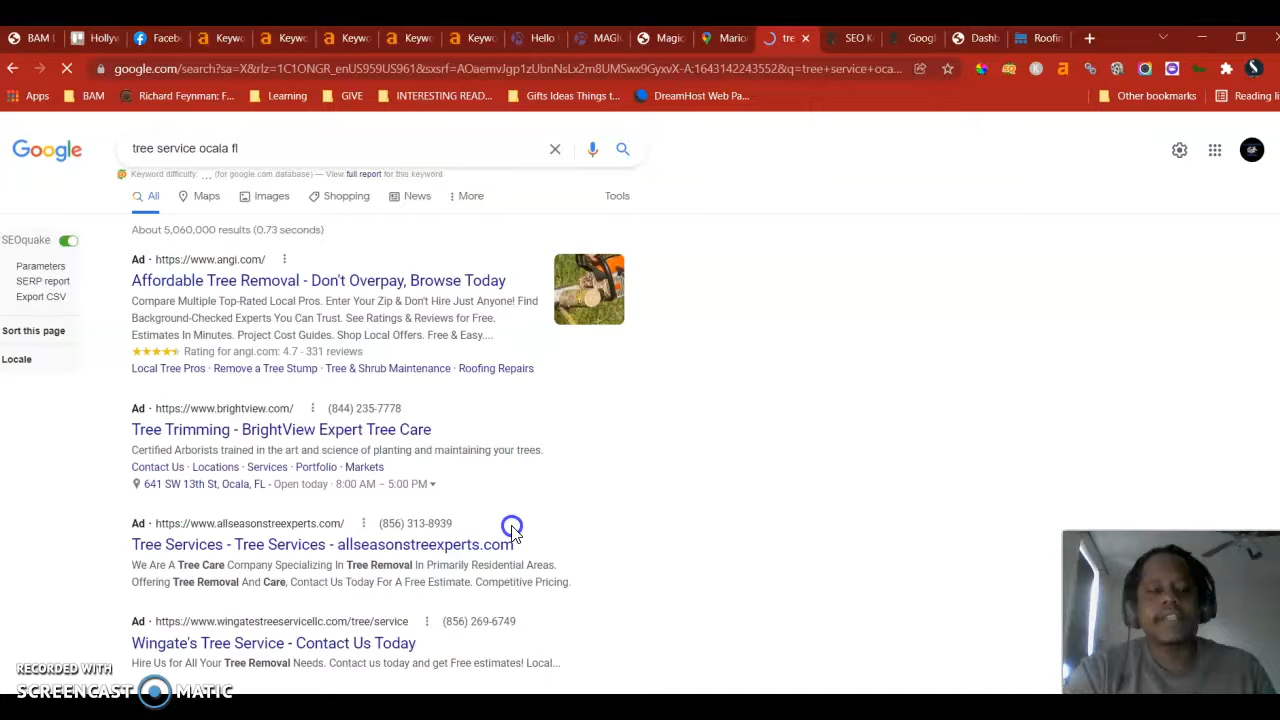 BAM
Hollyw
Faceb
Keywo
Keywo
Keywo
Keywo
Keywo
Hello
MAGI
Magic
Mario
tre
SEO K
Googl
Dashb
Roofin
google.com/search?sa=X&rlz=1C1ONGR_enUS959US961&sxsrf=AOaemvJgp1zUbnNsLx2m8UMSwx9GyxvX-A:1643142243552&q=tree+service+oca...
Apps
BAM
Richard Feynman: F...
Learning
GIVE
INTERESTING READ...
Gifts Ideas Things t...
DreamHost Web Pa...
Other bookmarks
Reading li
Google
tree service ocala fl
Keyword difficulty: ... (for google.com database) — View full report for this keyword
All
Maps
Images
Shopping
News
More
Tools
SEOquake
Parameters
SERP report
Export CSV
Sort this page
Locale
About 5,060,000 results (0.73 seconds)
Ad · https://www.angi.com/
Affordable Tree Removal - Don't Overpay, Browse Today
Compare Multiple Top-Rated Local Pros. Enter Your Zip & Don't Hire Just Anyone! Find
Background-Checked Experts You Can Trust. See Ratings & Reviews for Free.
Estimates In Minutes. Project Cost Guides. Shop Local Offers. Free & Easy....
Rating for angi.com: 4.7 - 331 reviews
Local Tree Pros · Remove a Tree Stump · Tree & Shrub Maintenance · Roofing Repairs
Ad · https://www.brightview.com/ (844) 235-7778
Tree Trimming - BrightView Expert Tree Care
Certified Arborists trained in the art and science of planting and maintaining your trees.
Contact Us · Locations · Services · Portfolio · Markets
641 SW 13th St, Ocala, FL - Open today · 8:00 AM – 5:00 PM
Ad · https://www.allseasonstreexperts.com/ (856) 313-8939
Tree Services - Tree Services - allseasonstreexperts.com
We Are A Tree Care Company Specializing In Tree Removal In Primarily Residential Areas.
Offering Tree Removal And Care, Contact Us Today For A Free Estimate. Competitive Pricing.
Ad · https://www.wingatestreeservicellc.com/tree/service (856) 269-6749
Wingate's Tree Service - Contact Us Today
Hire Us for All Your Tree Removal Needs. Contact us today and get Free estimates! Local...
RECORDED WITH
SCREENCAST MATIC